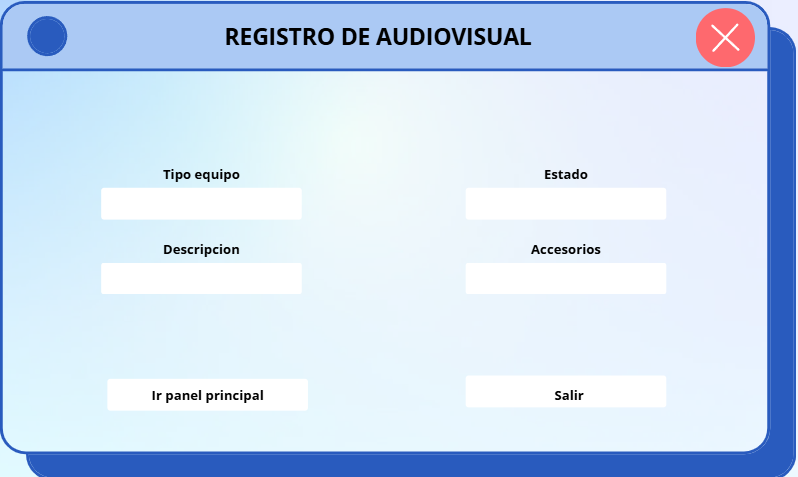 REGISTRO DE AUDIOVISUAL
Tipo equipo
Estado
Descripcion
Accesorios
Ir panel principal
Salir